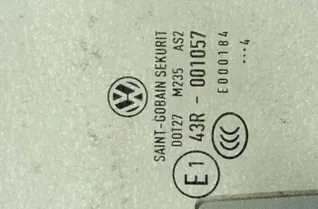 SAINT-GOBAIN SEKURIT
DOT27 M235 AS2
E1 43R - 001057
E000184
...4